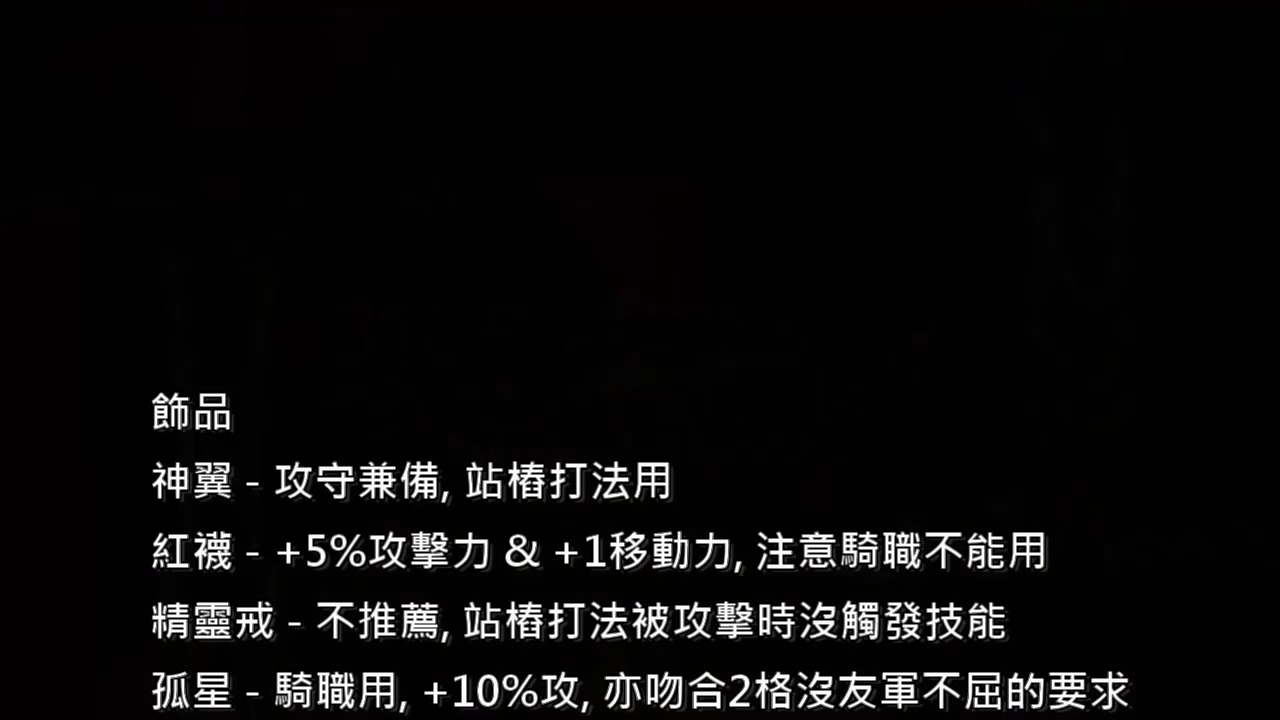 飾品
神翼 - 攻守兼備, 站樁打法用
紅襪 - +5%攻擊力 & +1移動力, 注意騎職不能用
精靈戒 - 不推薦, 站樁打法被攻擊時沒觸發技能
孤星 - 騎職用, +10%攻, 亦吻合2格沒友軍不屈的要求